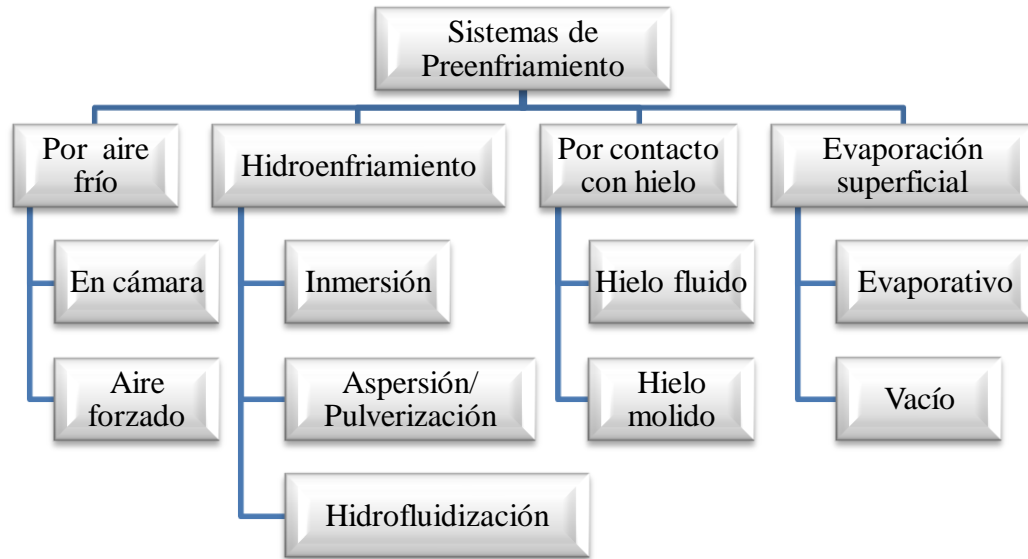 Sistemas de
Preenfriamiento
Por aire
frío
Hidroenfriamiento
Por contacto
con hielo
Evaporación
superficial
En cámara
Inmersión
Hielo fluido
Evaporativo
Aire
forzado
Aspersión/
Pulverización
Hielo
molido
Vacío
Hidrofluidización